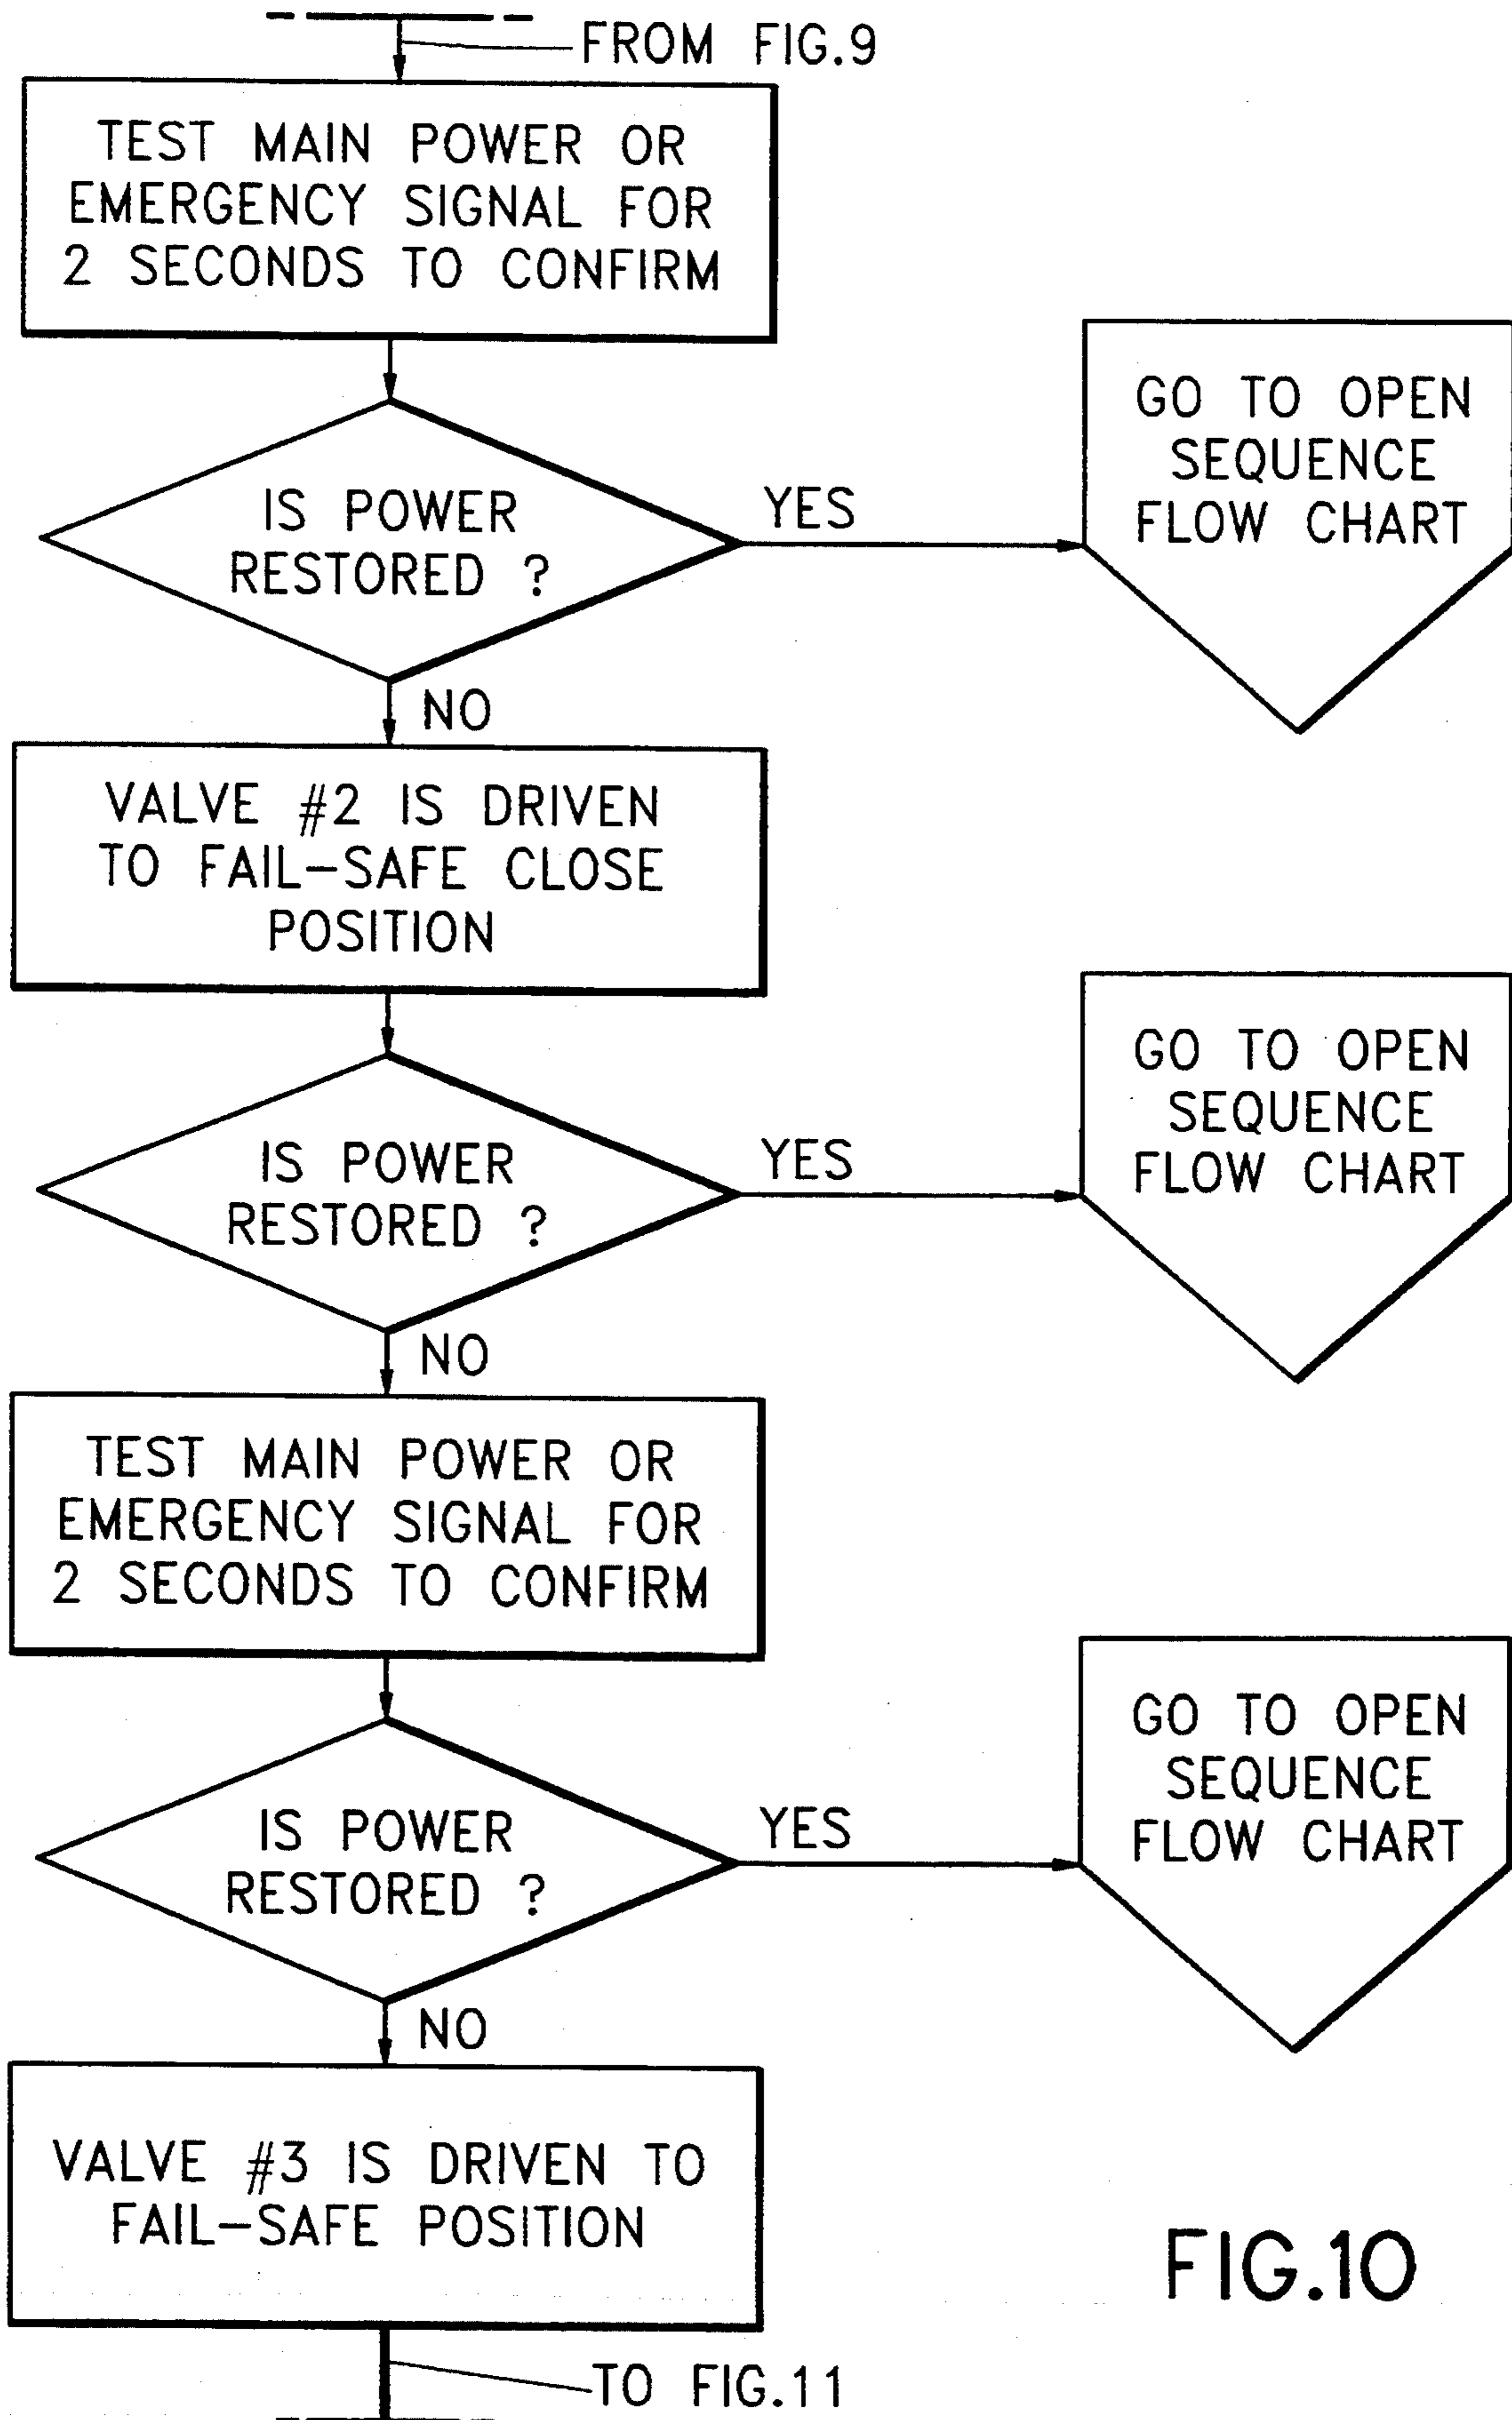 FROM FIG.9
TEST MAIN POWER OR
EMERGENCY SIGNAL FOR
2 SECONDS TO CONFIRM
IS POWER
RESTORED ?
YES
GO TO OPEN
SEQUENCE
FLOW CHART
NO
VALVE #2 IS DRIVEN
TO FAIL-SAFE CLOSE
POSITION
IS POWER
RESTORED ?
YES
GO TO OPEN
SEQUENCE
FLOW CHART
NO
TEST MAIN POWER OR
EMERGENCY SIGNAL FOR
2 SECONDS TO CONFIRM
IS POWER
RESTORED ?
YES
GO TO OPEN
SEQUENCE
FLOW CHART
NO
VALVE #3 IS DRIVEN TO
FAIL-SAFE POSITION
TO FIG.11
FIG.10